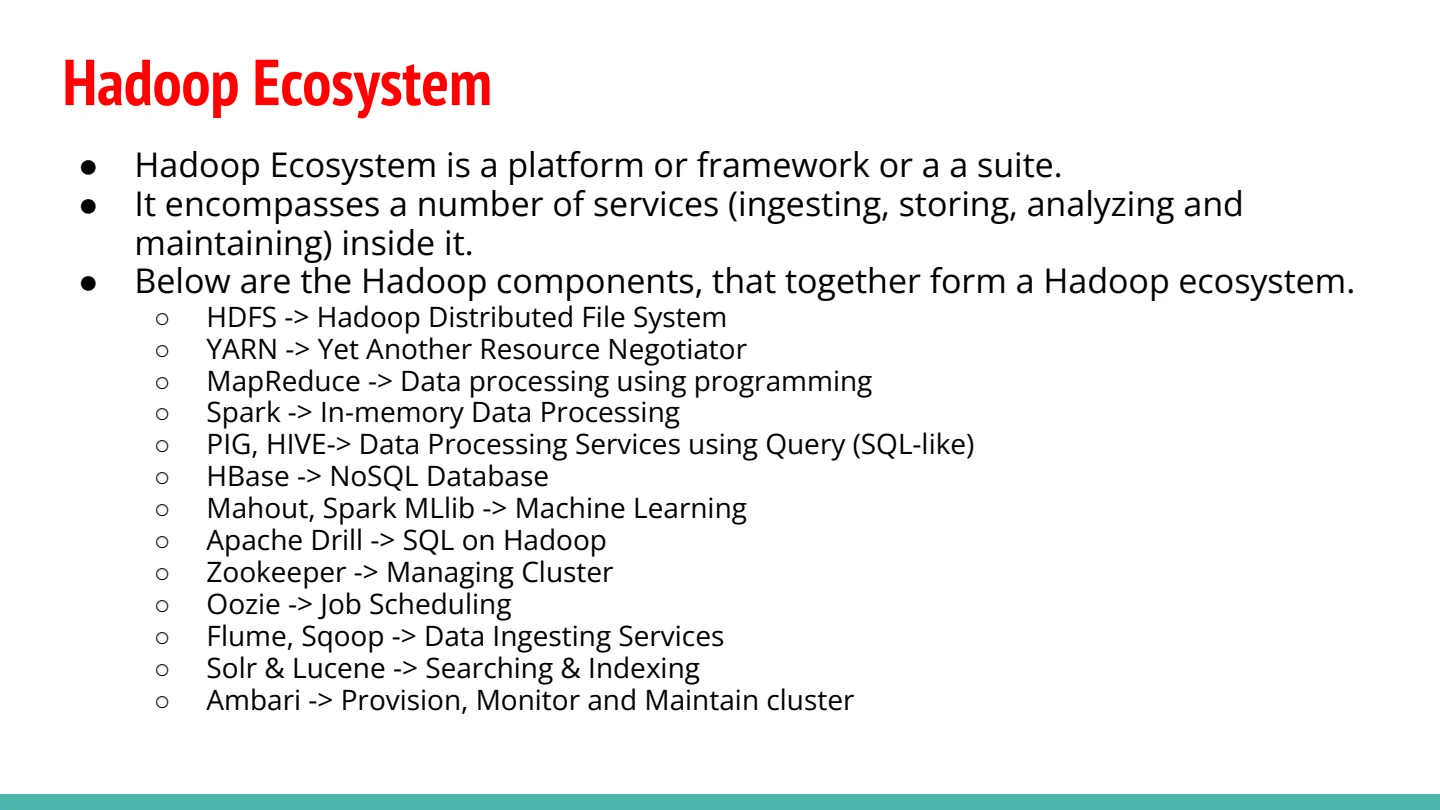 Hadoop Ecosystem
● Hadoop Ecosystem is a platform or framework or a a suite.
● It encompasses a number of services (ingesting, storing, analyzing and
maintaining) inside it.
● Below are the Hadoop components, that together form a Hadoop ecosystem.
○ HDFS -> Hadoop Distributed File System
○ YARN -> Yet Another Resource Negotiator
○ MapReduce -> Data processing using programming
○ Spark -> In-memory Data Processing
○ PIG, HIVE-> Data Processing Services using Query (SQL-like)
○ HBase -> NoSQL Database
○ Mahout, Spark MLlib -> Machine Learning
○ Apache Drill -> SQL on Hadoop
○ Zookeeper -> Managing Cluster
○ Oozie -> Job Scheduling
○ Flume, Sqoop -> Data Ingesting Services
○ Solr & Lucene -> Searching & Indexing
○ Ambari -> Provision, Monitor and Maintain cluster